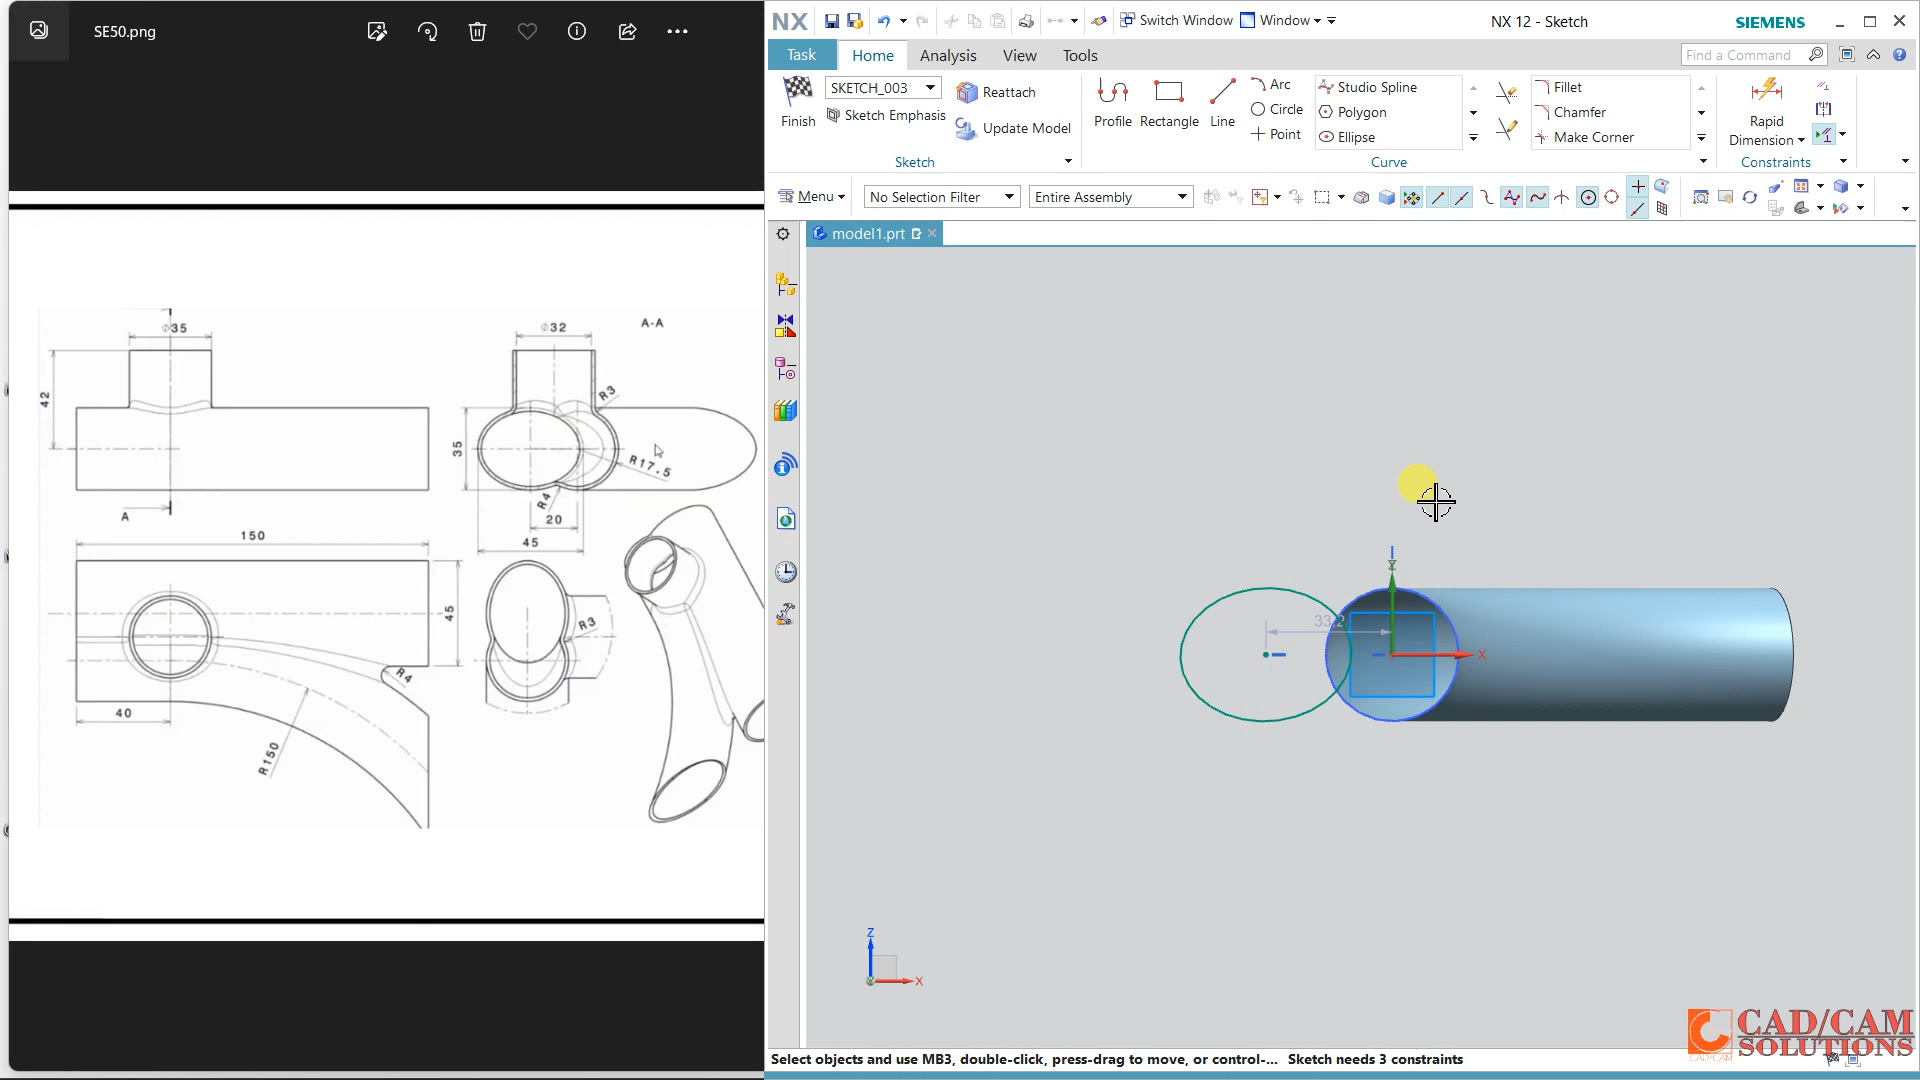 SE50.png
Ø35
42
A
Ø32
A-A
R3
35
R17.5
R4
20
45
150
45
40
R150
R4
R3
NX
Switch Window
Window
NX 12 - Sketch
SIEMENS
Task
Home
Analysis
View
Tools
Find a Command
Finish
SKETCH_003
Sketch Emphasis
Reattach
Update Model
Sketch
Profile
Rectangle
Line
Arc
Circle
Point
Studio Spline
Polygon
Ellipse
Fillet
Chamfer
Make Corner
Curve
Rapid
Dimension
Constraints
Menu
No Selection Filter
Entire Assembly
model1.prt
Y
X
Z
X
Y
Select objects and use MB3, double-click, press-drag to move, or control-...
Sketch needs 3 constraints
CAD/CAM
SOLUTIONS